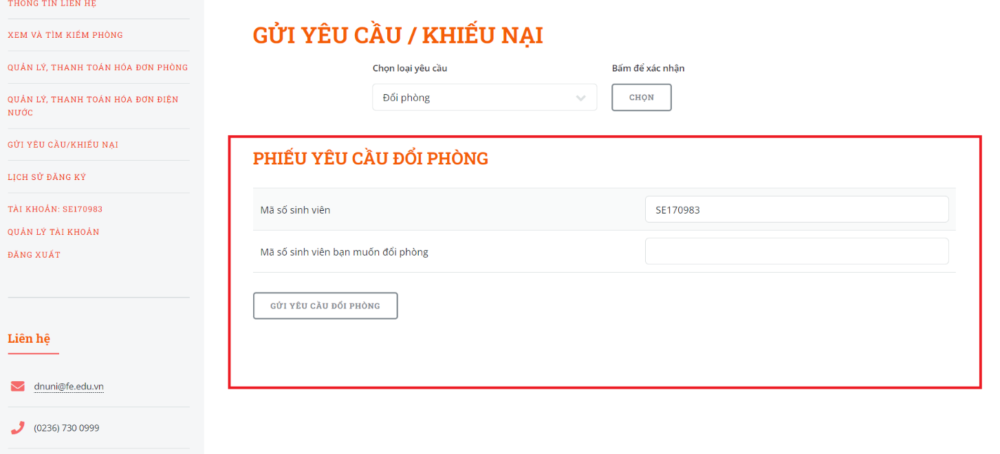 THÔNG TIN LIÊN HỆ
XEM VÀ TÌM KIẾM PHÒNG
QUẢN LÝ, THANH TOÁN HÓA ĐƠN PHÒNG
QUẢN LÝ, THANH TOÁN HÓA ĐƠN ĐIỆN
NƯỚC
GỬI YÊU CẦU/KHIẾU NẠI
LỊCH SỬ ĐĂNG KÝ
TÀI KHOẢN: SE170983
QUẢN LÝ TÀI KHOẢN
ĐĂNG XUẤT
Liên hệ
dnuni@fe.edu.vn
(0236) 730 0999
GỬI YÊU CẦU / KHIẾU NẠI
Chọn loại yêu cầu
Bấm để xác nhận
Đổi phòng
CHỌN
PHIẾU YÊU CẦU ĐỔI PHÒNG
Mã số sinh viên
SE170983
Mã số sinh viên bạn muốn đổi phòng
GỬI YÊU CẦU ĐỔI PHÒNG